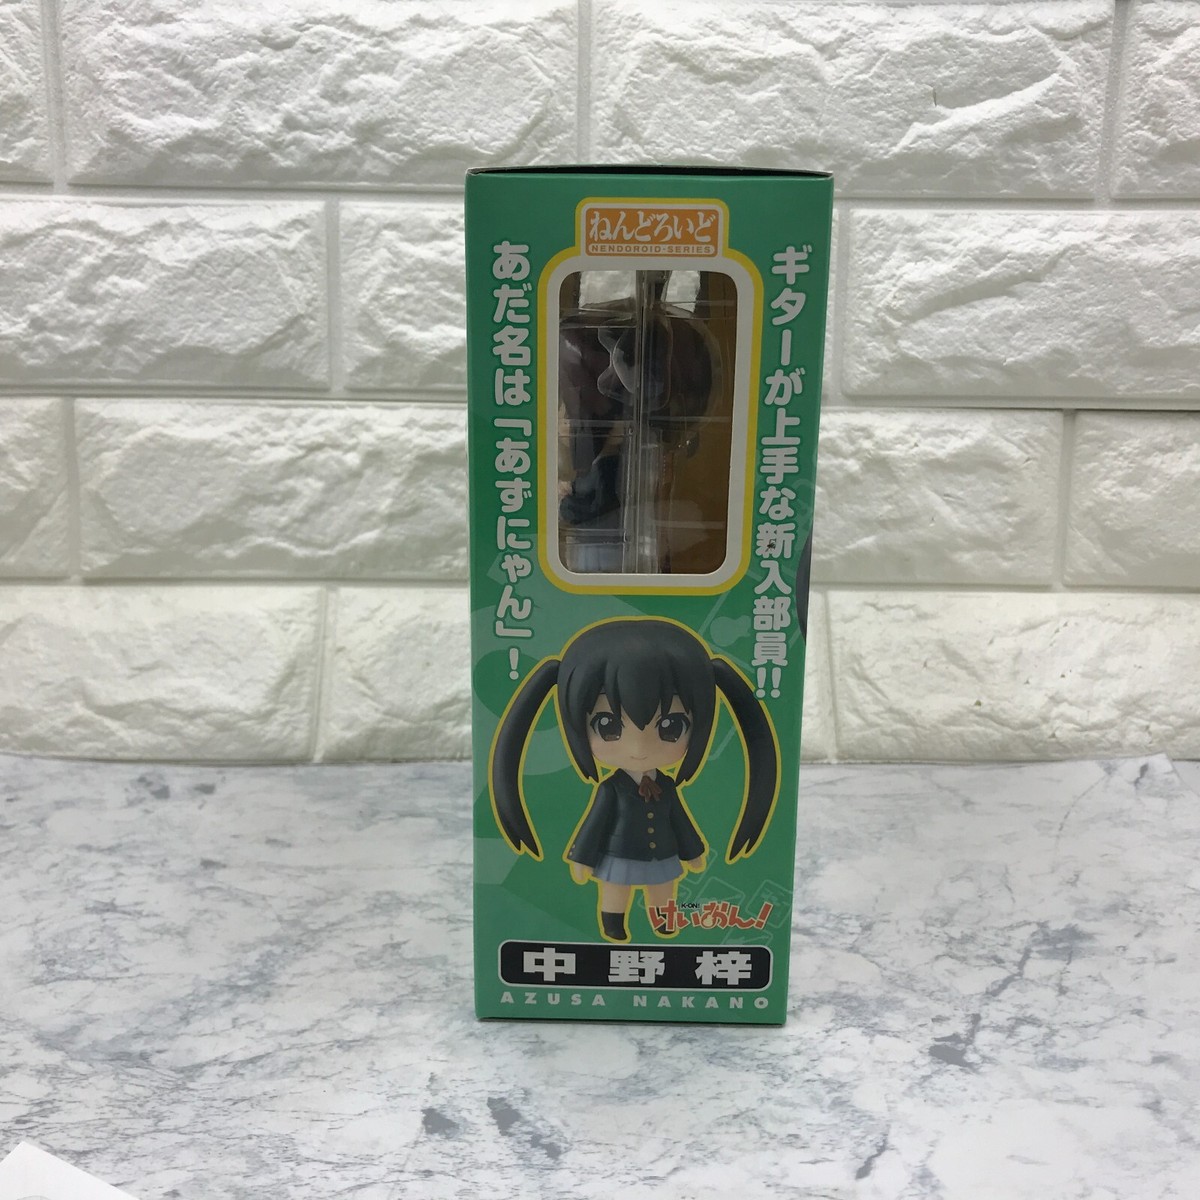 ねんどろいど
NENDOROID-SERIES
ギターが上手な新入部員!!
あだ名は「あずにゃん」!
K-ON!
けいおん!
中野梓
AZUSA NAKANO